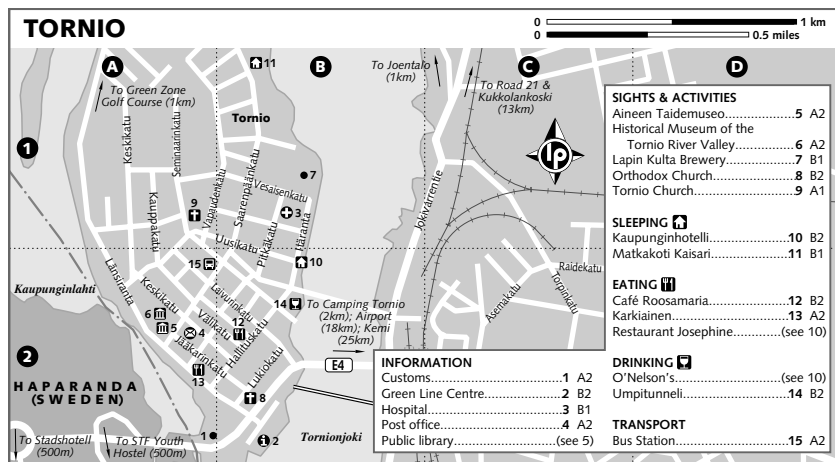 TORNIO
0 1 km
0 0.5 miles
A
B
C
D
1
2
11
To Green Zone
Golf Course (1km)
To Joentalo
(1km)
To Road 21 &
Kukkolankoski
(13km)
Tornio
Keskikatu
Seminaarinkatu
Saarenpäänkatu
Vapaudenkatu
Vesaisenkatu
7
3
9
Kauppakatu
Uusikatu
Pitkäkatu
Itäranta
Jokivarrentie
lp
10
15
Länsiranta
Keskikatu
Laivurinkatu
Välikatu
Hallituskatu
Jääkarinkatu
Lukiokatu
Kaupunginlahti
6
5
4
12
14
To Camping Tornio
(2km); Airport
(18km); Kemi
(25km)
Raidekatu
Asemakatu
Torpinkatu
E4
13
8
HAPARANDA
(SWEDEN)
To Stadshotell
(500m)
To STF Youth
Hostel (500m)
1
2
Tornionjoki
INFORMATION
Customs 1 A2
Green Line Centre 2 B2
Hospital 3 B1
Post office 4 A2
Public library (see 5)
SIGHTS & ACTIVITIES
Aineen Taidemuseo 5 A2
Historical Museum of the
Tornio River Valley 6 A2
Lapin Kulta Brewery 7 B1
Orthodox Church 8 B2
Tornio Church 9 A1
SLEEPING
Kaupunginhotelli 10 B2
Matkakoti Kaisari 11 B1
EATING
Café Roosamaria 12 B2
Karkiainen 13 A2
Restaurant Josephine (see 10)
DRINKING
O'Nelson's (see 10)
Umpitunneli 14 B2
TRANSPORT
Bus Station 15 A2